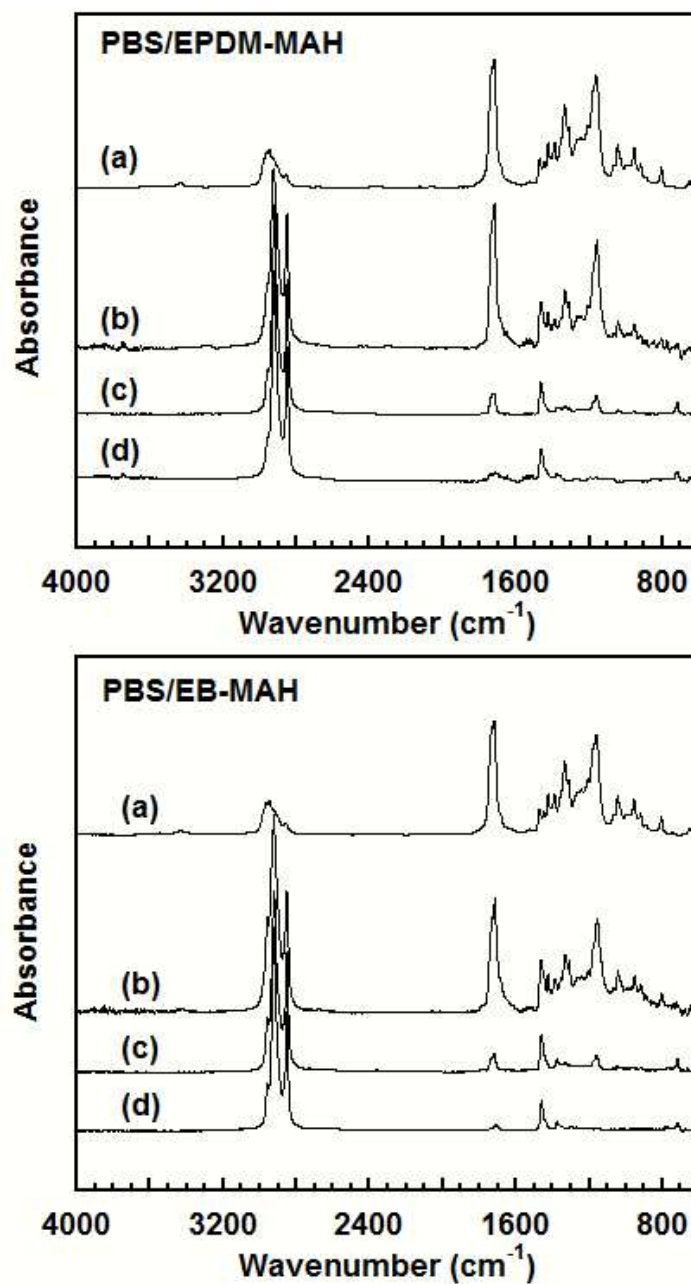 PBS/EPDM-MAH
(a)
(b)
(c)
(d)
Absorbance
4000 3200 2400 1600 800
Wavenumber (cm-1)
PBS/EB-MAH
(a)
(b)
(c)
(d)
Absorbance
4000 3200 2400 1600 800
Wavenumber (cm-1)